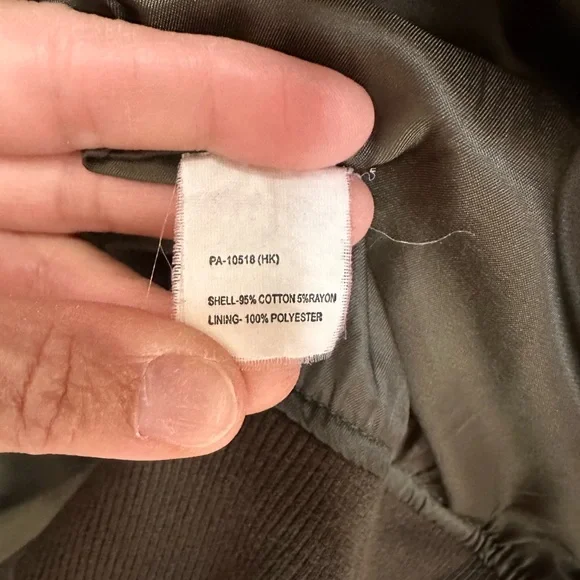 PA-10518 (HK)
SHELL-95% COTTON 5%RAYON
LINING- 100% POLYESTER